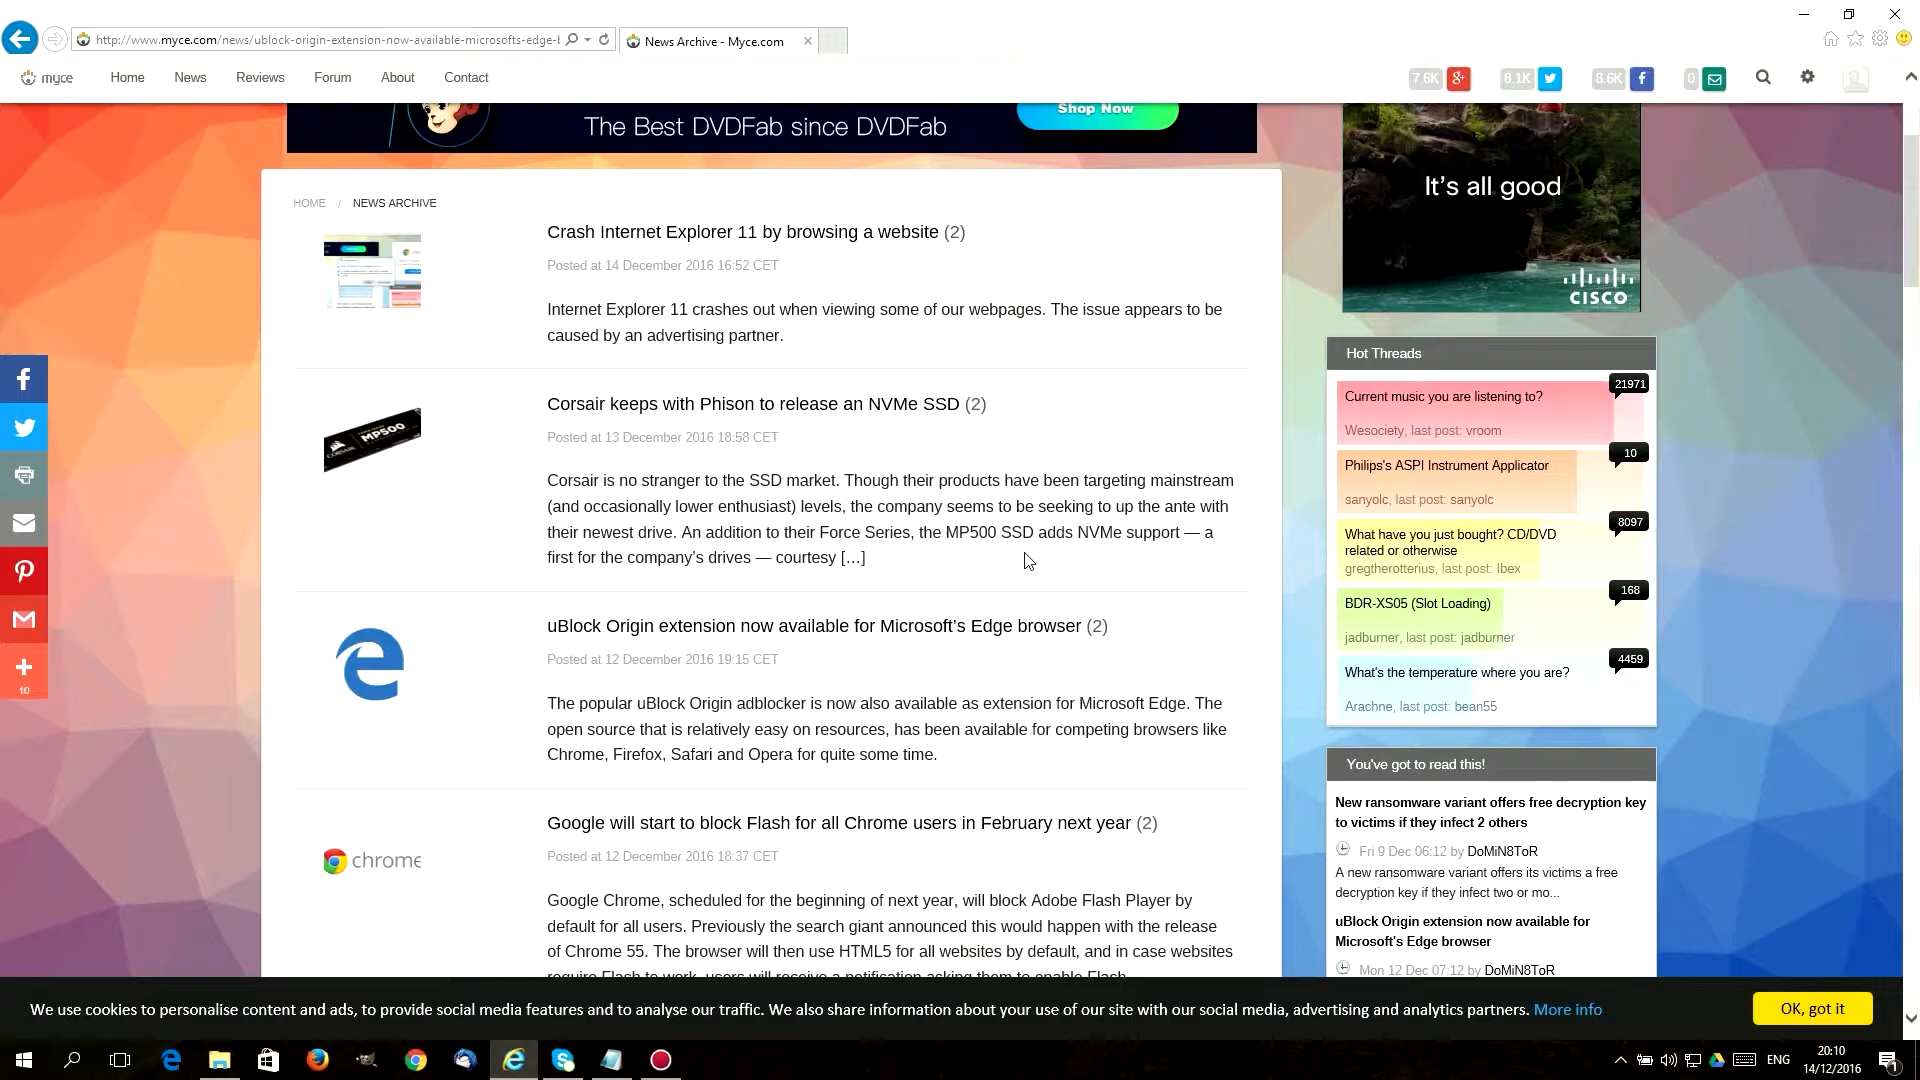 http://www.myce.com/news/ublock-origin-extension-now-available-microsofts-edge-b
News Archive - Myce.com
myce
Home
News
Reviews
Forum
About
Contact
7.6K
8.1K
8.6K
0
Shop Now
The Best DVDFab since DVDFab
It's all good
CISCO
HOME / NEWS ARCHIVE
Crash Internet Explorer 11 by browsing a website (2)
Posted at 14 December 2016 16:52 CET
Internet Explorer 11 crashes out when viewing some of our webpages. The issue appears to be
caused by an advertising partner.
MP500
Corsair keeps with Phison to release an NVMe SSD (2)
Posted at 13 December 2016 18:58 CET
Corsair is no stranger to the SSD market. Though their products have been targeting mainstream
(and occasionally lower enthusiast) levels, the company seems to be seeking to up the ante with
their newest drive. An addition to their Force Series, the MP500 SSD adds NVMe support — a
first for the company's drives — courtesy […]
uBlock Origin extension now available for Microsoft's Edge browser (2)
Posted at 12 December 2016 19:15 CET
The popular uBlock Origin adblocker is now also available as extension for Microsoft Edge. The
open source that is relatively easy on resources, has been available for competing browsers like
Chrome, Firefox, Safari and Opera for quite some time.
chrome
Google will start to block Flash for all Chrome users in February next year (2)
Posted at 12 December 2016 18:37 CET
Google Chrome, scheduled for the beginning of next year, will block Adobe Flash Player by
default for all users. Previously the search giant announced this would happen with the release
of Chrome 55. The browser will then use HTML5 for all websites by default, and in case websites
require Flash to work, users will receive a notification asking them to enable Flash.
10
Hot Threads
21971
Current music you are listening to?
Wesociety, last post: vroom
10
Philips's ASPI Instrument Applicator
sanyolc, last post: sanyolc
8097
What have you just bought? CD/DVD
related or otherwise
gregtherotterius, last post: Ibex
168
BDR-XS05 (Slot Loading)
jadburner, last post: jadburner
4459
What's the temperature where you are?
Arachne, last post: bean55
You've got to read this!
New ransomware variant offers free decryption key
to victims if they infect 2 others
Fri 9 Dec 06:12 by DoMiN8ToR
A new ransomware variant offers its victims a free
decryption key if they infect two or mo...
uBlock Origin extension now available for
Microsoft's Edge browser
Mon 12 Dec 07:12 by DoMiN8ToR
We use cookies to personalise content and ads, to provide social media features and to analyse our traffic. We also share information about your use of our site with our social media, advertising and analytics partners. More info
OK, got it
ENG
20:10
14/12/2016
1